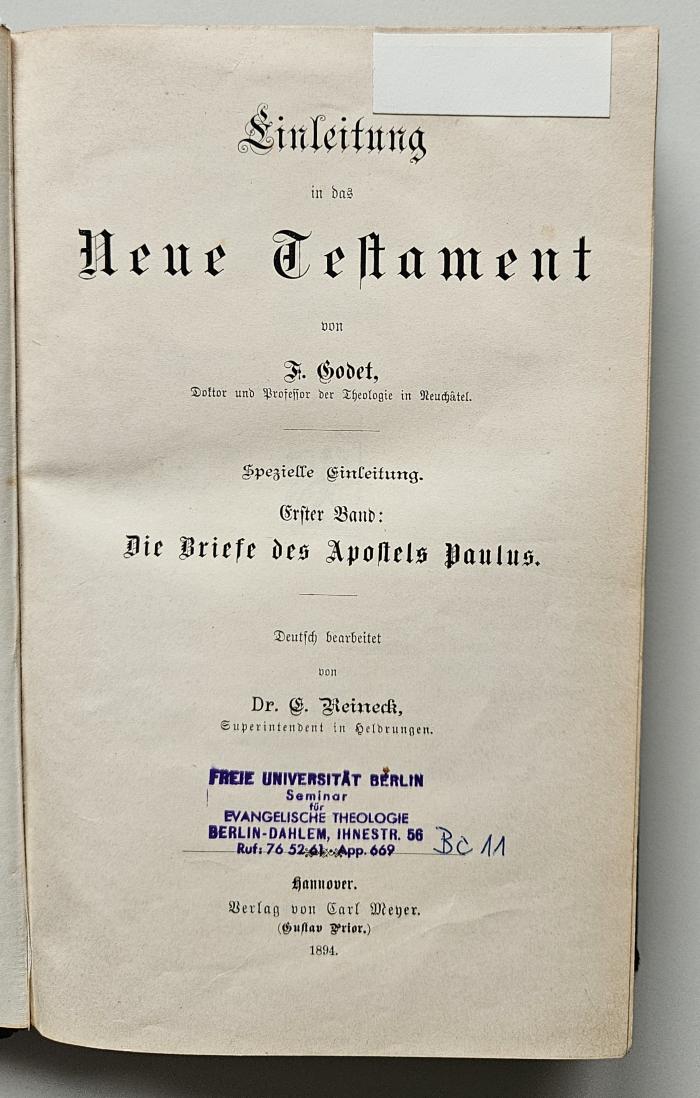 Einleitung
in das
Neue Testament
von
F. Godet,
Doktor und Professor der Theologie in Neuchâtel.
Spezielle Einleitung.
Erster Band:
Die Briefe des Apostels Paulus.
Deutsch bearbeitet
von
Dr. E. Reineck,
Superintendent in Heldrungen.
FREIE UNIVERSITÄT BERLIN
Seminar
für
EVANGELISCHE THEOLOGIE
BERLIN-DAHLEM, IHNESTR. 56
Ruf: 76 52 61 · App. 669
BC 11
Hannover.
Verlag von Carl Meyer.
(Gustav Prior.)
1894.